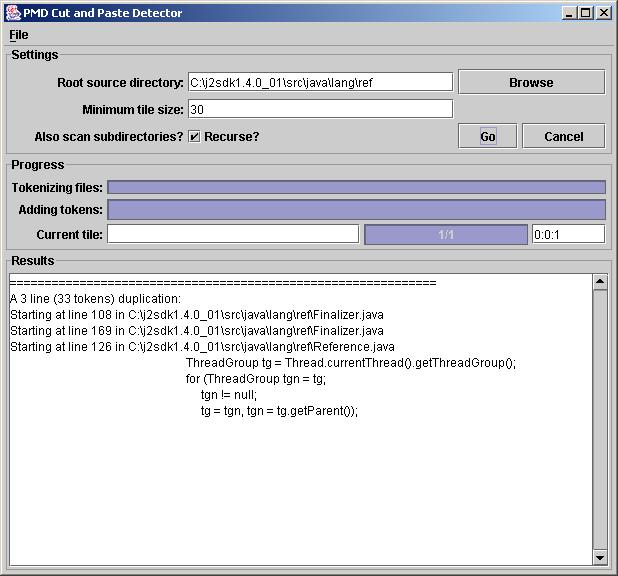 PMD Cut and Paste Detector
File
Settings
Root source directory: C:\j2sdk1.4.0_01\src\java\lang\ref Browse
Minimum tile size: 30
Also scan subdirectories? Recurse? Go Cancel
Progress
Tokenizing files:
Adding tokens:
Current tile: 1/1 0:0:1
Results
=============================================================
A 3 line (33 tokens) duplication:
Starting at line 108 in C:\j2sdk1.4.0_01\src\java\lang\ref\Finalizer.java
Starting at line 169 in C:\j2sdk1.4.0_01\src\java\lang\ref\Finalizer.java
Starting at line 126 in C:\j2sdk1.4.0_01\src\java\lang\ref\Reference.java
ThreadGroup tg = Thread.currentThread().getThreadGroup();
for (ThreadGroup tgn = tg;
tgn != null;
tg = tgn, tgn = tg.getParent());